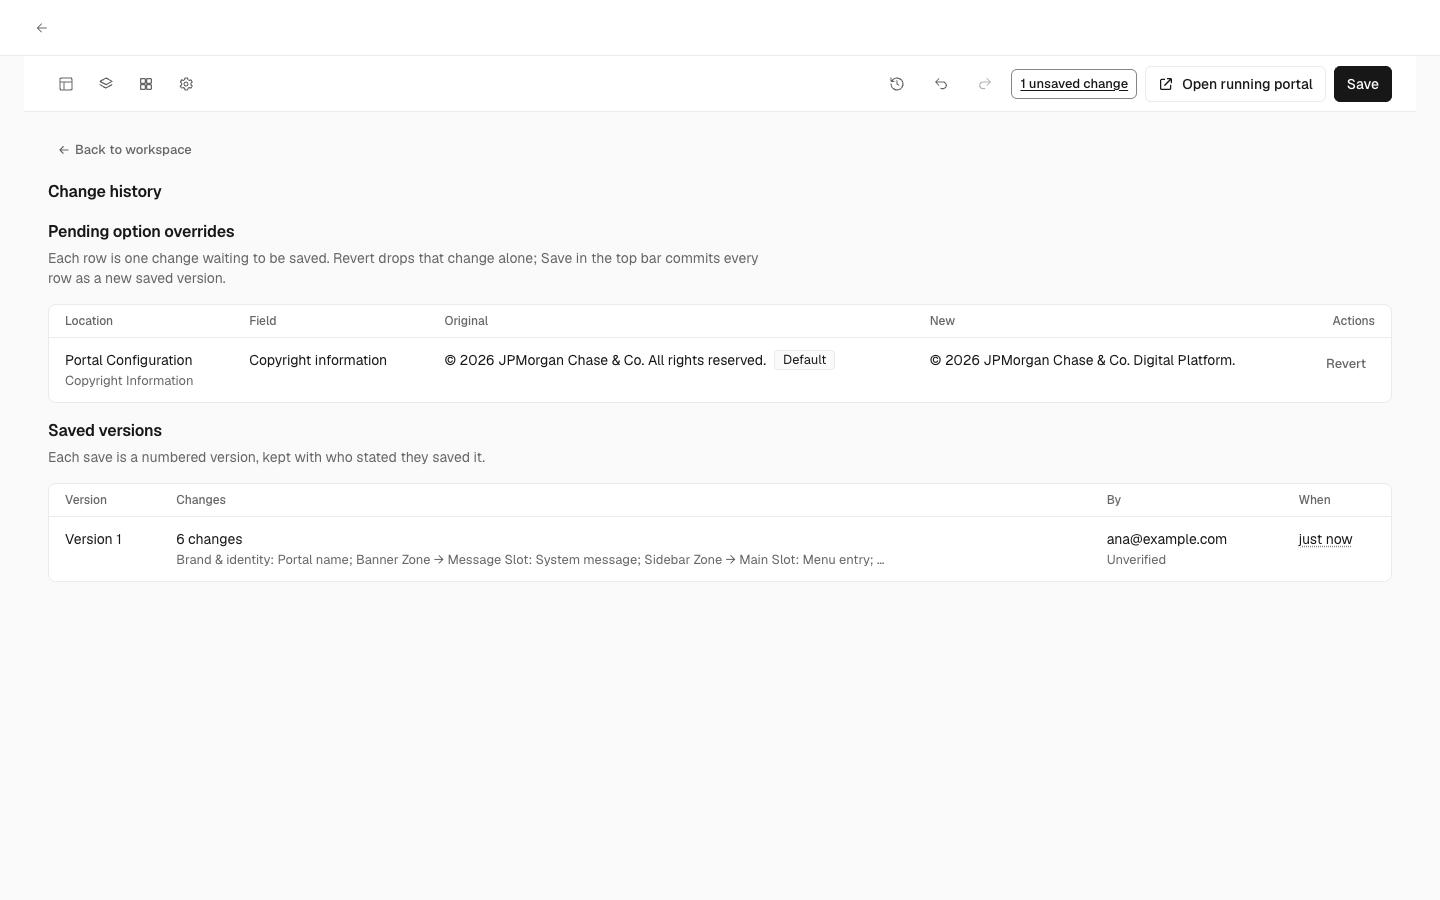 1 unsaved change
Open running portal
Save
← Back to workspace
Change history
Pending option overrides
Each row is one change waiting to be saved. Revert drops that change alone; Save in the top bar commits every
row as a new saved version.
Location Field Original New Actions
Portal Configuration Copyright information © 2026 JPMorgan Chase & Co. All rights reserved. Default © 2026 JPMorgan Chase & Co. Digital Platform. Revert
Copyright Information
Saved versions
Each save is a numbered version, kept with who stated they saved it.
Version Changes By When
Version 1 6 changes ana@example.com just now
Brand & identity: Portal name; Banner Zone → Message Slot: System message; Sidebar Zone → Main Slot: Menu entry; … Unverified